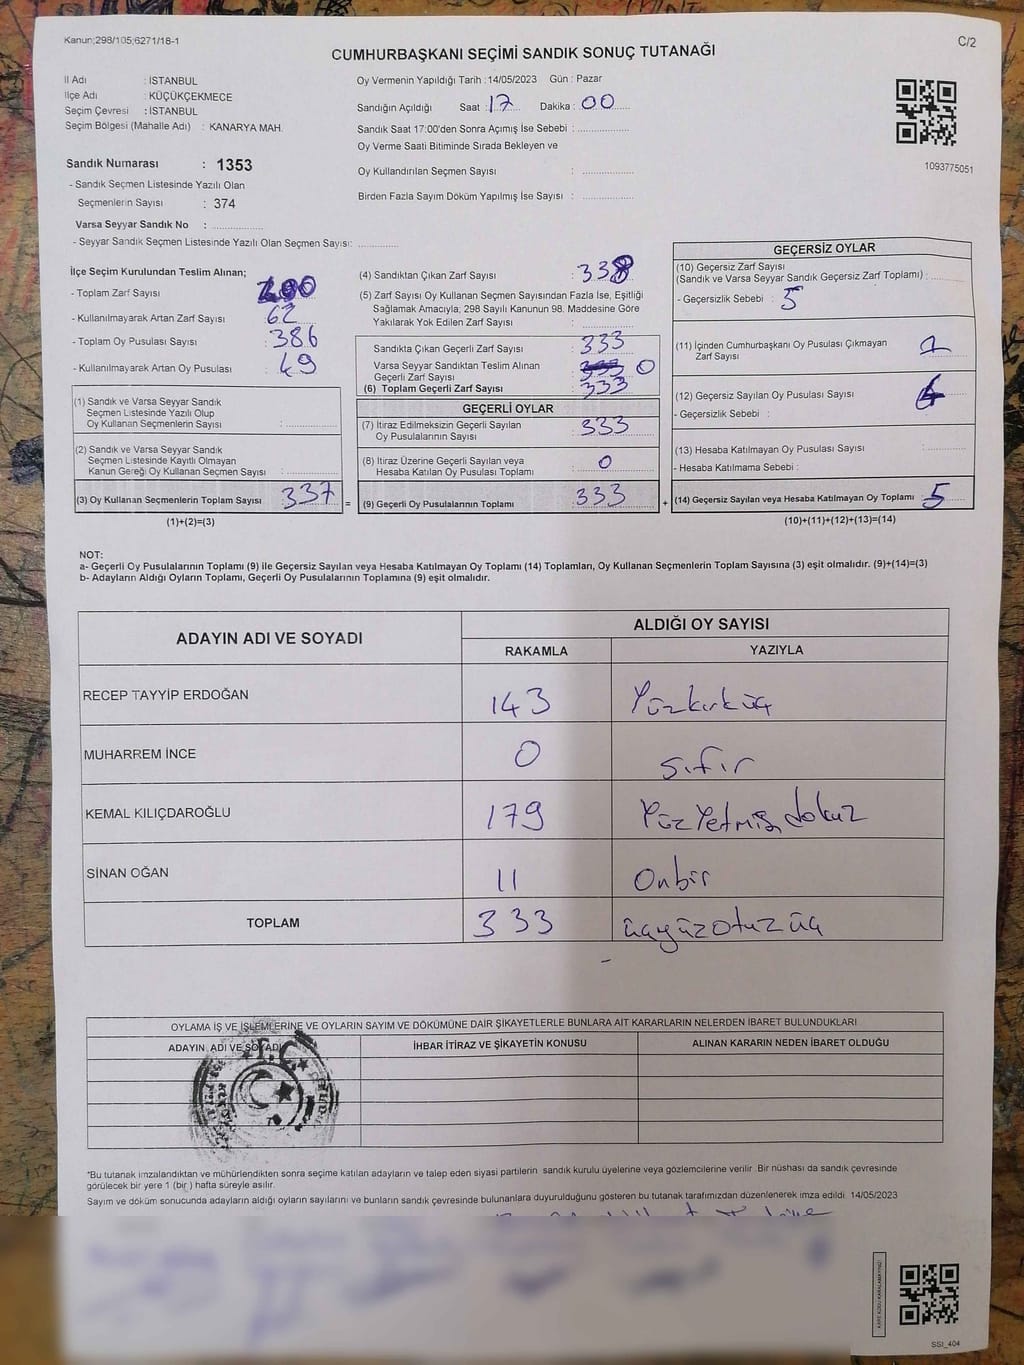 Kanun;298/105;6271/18-1
C/2
CUMHURBAŞKANI SEÇİMİ SANDIK SONUÇ TUTANAĞI
İl Adı : İSTANBUL
İlçe Adı : KÜÇÜKÇEKMECE
Seçim Çevresi : İSTANBUL
Seçim Bölgesi (Mahalle Adı) : KANARYA MAH.
Sandık Numarası : 1353
- Sandık Seçmen Listesinde Yazılı Olan
Seçmenlerin Sayısı : 374
Varsa Seyyar Sandık No : ................
- Seyyar Sandık Seçmen Listesinde Yazılı Olan Seçmen Sayısı: .............
Oy Vermenin Yapıldığı Tarih :14/05/2023 Gün : Pazar
Sandığın Açıldığı Saat :17 Dakika : 00
Sandık Saat 17:00'den Sonra Açımış İse Sebebi : ..................
Oy Verme Saati Bitiminde Sırada Bekleyen ve
Oy Kullandırılan Seçmen Sayısı : ..................
Birden Fazla Sayım Döküm Yapılmış İse Sayısı : ..................
1093775051
İlçe Seçim Kurulundan Teslim Alınan;
- Toplam Zarf Sayısı :
- Kullanılmayarak Artan Zarf Sayısı : 62
- Toplam Oy Pusulası Sayısı : 386
- Kullanılmayarak Artan Oy Pusulası : 49
(1) Sandık ve Varsa Seyyar Sandık
Seçmen Listesinde Yazılı Olup
Oy Kullanan Seçmenlerin Sayısı : ..................
(2) Sandık ve Varsa Seyyar Sandık
Seçmen Listesinde Kayıtlı Olmayan
Kanun Gereği Oy Kullanan Seçmen Sayısı : ..................
(3) Oy Kullanan Seçmenlerin Toplam Sayısı : 337 =
(1)+(2)=(3)
(4) Sandıktan Çıkan Zarf Sayısı : 338
(5) Zarf Sayısı Oy Kullanan Seçmen Sayısından Fazla İse, Eşitliği
Sağlamak Amacıyla; 298 Sayılı Kanunun 98. Maddesine Göre
Yakılarak Yok Edilen Zarf Sayısı : ..................
Sandıkta Çıkan Geçerli Zarf Sayısı : 333
Varsa Seyyar Sandıktan Teslim Alınan
Geçerli Zarf Sayısı : 0
(6) Toplam Geçerli Zarf Sayısı : 333
GEÇERLİ OYLAR
(7) İtiraz Edilmeksizin Geçerli Sayılan
Oy Pusulalarının Sayısı : 333
(8) İtiraz Üzerine Geçerli Sayılan veya
Hesaba Katılan Oy Pusulası Toplamı : 0
(9) Geçerli Oy Pusulalarının Toplamı : 333 +
GEÇERSİZ OYLAR
(10) Geçersiz Zarf Sayısı
(Sandık ve Varsa Seyyar Sandık Geçersiz Zarf Toplamı) :
- Geçersizlik Sebebi : 5
(11) İçinden Cumhurbaşkanı Oy Pusulası Çıkmayan
Zarf Sayısı :
(12) Geçersiz Sayılan Oy Pusulası Sayısı :
- Geçersizlik Sebebi :
(13) Hesaba Katılmayan Oy Pusulası Sayısı :
- Hesaba Katılmama Sebebi :
(14) Geçersiz Sayılan veya Hesaba Katılmayan Oy Toplamı : 5
(10)+(11)+(12)+(13)=(14)
NOT:
a- Geçerli Oy Pusulalarının Toplamı (9) ile Geçersiz Sayılan veya Hesaba Katılmayan Oy Toplamı (14) Toplamları, Oy Kullanan Seçmenlerin Toplam Sayısına (3) eşit olmalıdır. (9)+(14)=(3)
b- Adayların Aldığı Oyların Toplamı, Geçerli Oy Pusulalarının Toplamına (9) eşit olmalıdır.
ADAYIN ADI VE SOYADI
ALDIĞI OY SAYISI
RAKAMLA YAZIYLA
RECEP TAYYİP ERDOĞAN 143 Yüzkırküç
MUHARREM İNCE 0 sıfır
KEMAL KILIÇDAROĞLU 179 Yüz Yetmiş dokuz
SİNAN OĞAN 11 Onbir
TOPLAM 333 üçyüzotuz üç
OYLAMA İŞ VE İŞLEMLERİNE VE OYLARIN SAYIM VE DÖKÜMÜNE DAİR ŞİKAYETLERLE BUNLARA AİT KARARLARIN NELERDEN İBARET BULUNDUKLARI
ADAYIN ADI VE SOYADI İHBAR İTİRAZ VE ŞİKAYETİN KONUSU ALINAN KARARIN NEDEN İBARET OLDUĞU
T.C.
*Bu tutanak imzalandıktan ve mühürlendikten sonra seçime katılan adayların ve talep eden siyasi partilerin sandık kurulu üyelerine veya gözlemcilerine verilir. Bir nüshası da sandık çevresinde
görülecek bir yere 1 (bir ) hafta süreyle asılır.
Sayım ve döküm sonucunda adayların aldığı oyların sayılarını ve bunların sandık çevresinde bulunanlara duyurulduğunu gösteren bu tutanak tarafımızdan düzenlenerek imza edildi. 14/05/2023
KARE KODU KARALAMAYINIZ!
SSİ_404